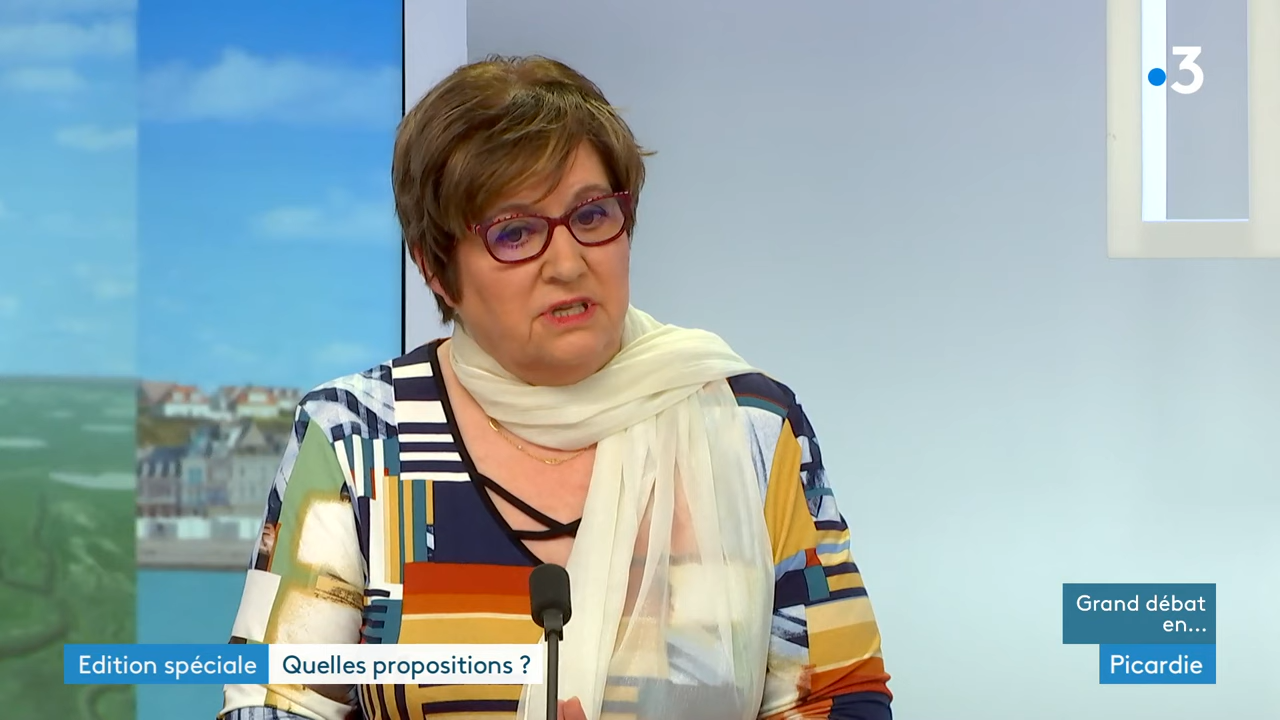 3
Grand débat
en...
Edition spéciale
Quelles propositions ?
Picardie